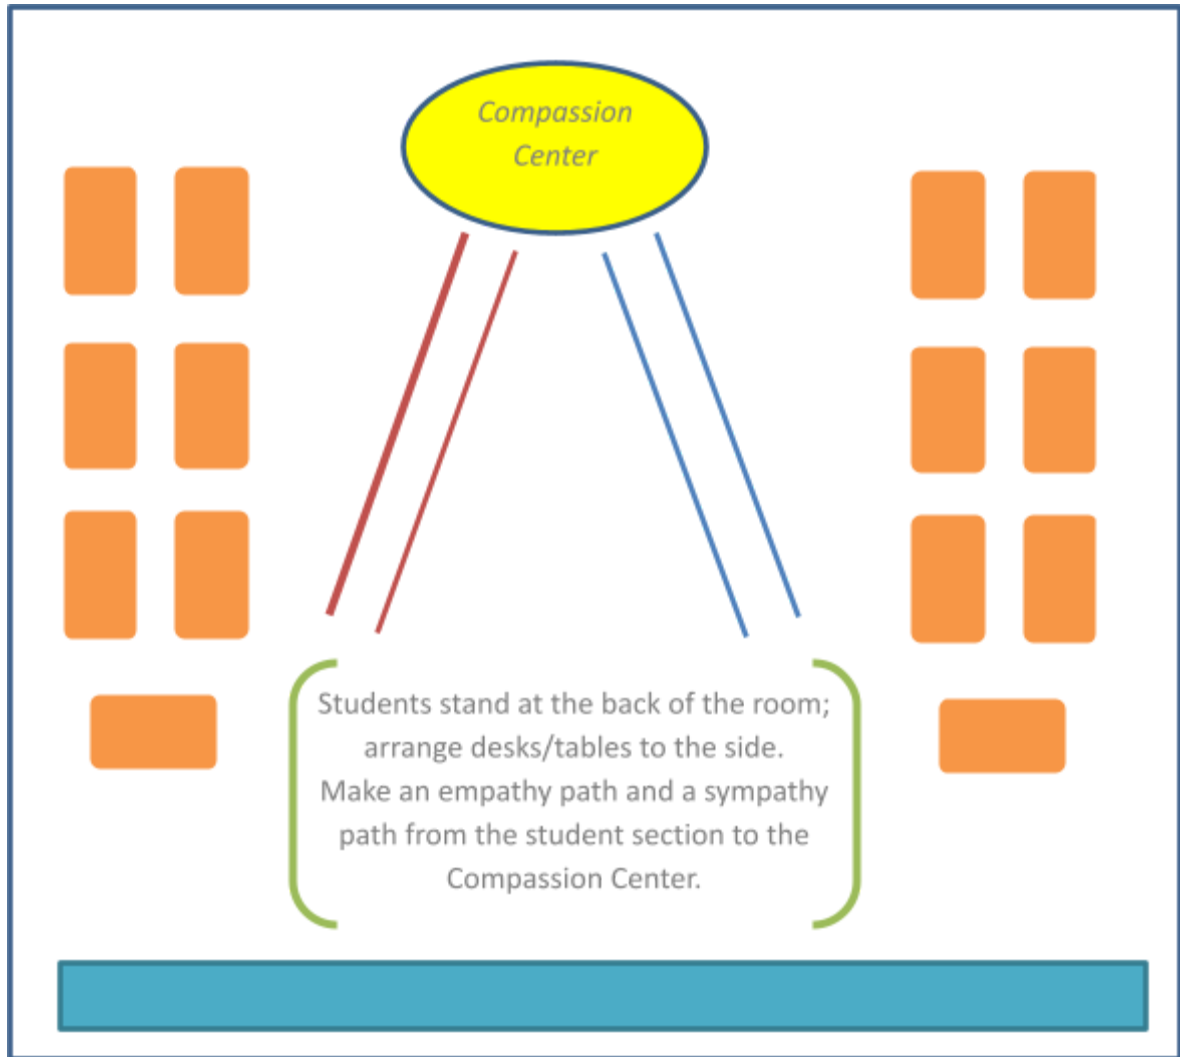 Compassion
Center
Students stand at the back of the room;
arrange desks/tables to the side.
Make an empathy path and a sympathy
path from the student section to the
Compassion Center.